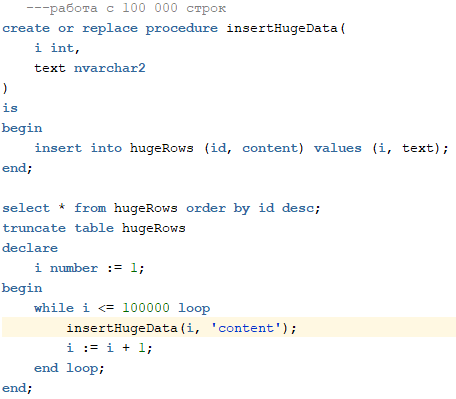 ---работа с 100 000 строк
create or replace procedure insertHugeData(
    i int,
    text nvarchar2
)
is
begin
    insert into hugeRows (id, content) values (i, text);
end;

select * from hugeRows order by id desc;
truncate table hugeRows
declare
    i number := 1;
begin
    while i <= 100000 loop
        insertHugeData(i, 'content');
        i := i + 1;
    end loop;
end;